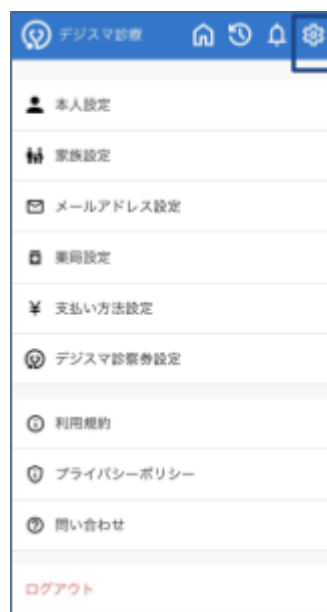 デジスマ診療
本人設定
家族設定
メールアドレス設定
薬局設定
支払い方法設定
デジスマ診察券設定
利用規約
プライバシーポリシー
問い合わせ
ログアウト